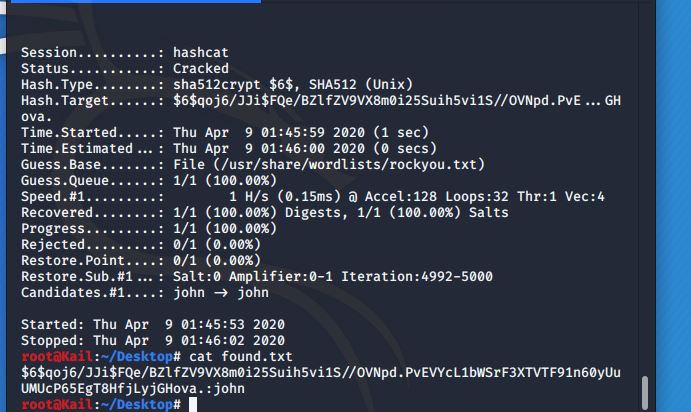 Session..........: hashcat
Status...........: Cracked
Hash.Type........: sha512crypt $6$, SHA512 (Unix)
Hash.Target......: $6$qoj6/JJi$FQe/BZlfZV9VX8m0i25Suih5vi1S//OVNpd.PvE...GH
ova.
Time.Started.....: Thu Apr  9 01:45:59 2020 (1 sec)
Time.Estimated...: Thu Apr  9 01:46:00 2020 (0 secs)
Guess.Base.......: File (/usr/share/wordlists/rockyou.txt)
Guess.Queue......: 1/1 (100.00%)
Speed.#1.........:        1 H/s (0.15ms) @ Accel:128 Loops:32 Thr:1 Vec:4
Recovered........: 1/1 (100.00%) Digests, 1/1 (100.00%) Salts
Progress.........: 1/1 (100.00%)
Rejected.........: 0/1 (0.00%)
Restore.Point....: 0/1 (0.00%)
Restore.Sub.#1...: Salt:0 Amplifier:0-1 Iteration:4992-5000
Candidates.#1....: john -> john
Started: Thu Apr  9 01:45:53 2020
Stopped: Thu Apr  9 01:46:02 2020
root@Kail:~/Desktop# cat found.txt
$6$qoj6/JJi$FQe/BZlfZV9VX8m0i25Suih5vi1S//OVNpd.PvEVYcL1bWSrF3XTVTF91n60yUu
UMUcP65EgT8HfjLyjGHova.:john
root@Kail:~/Desktop#